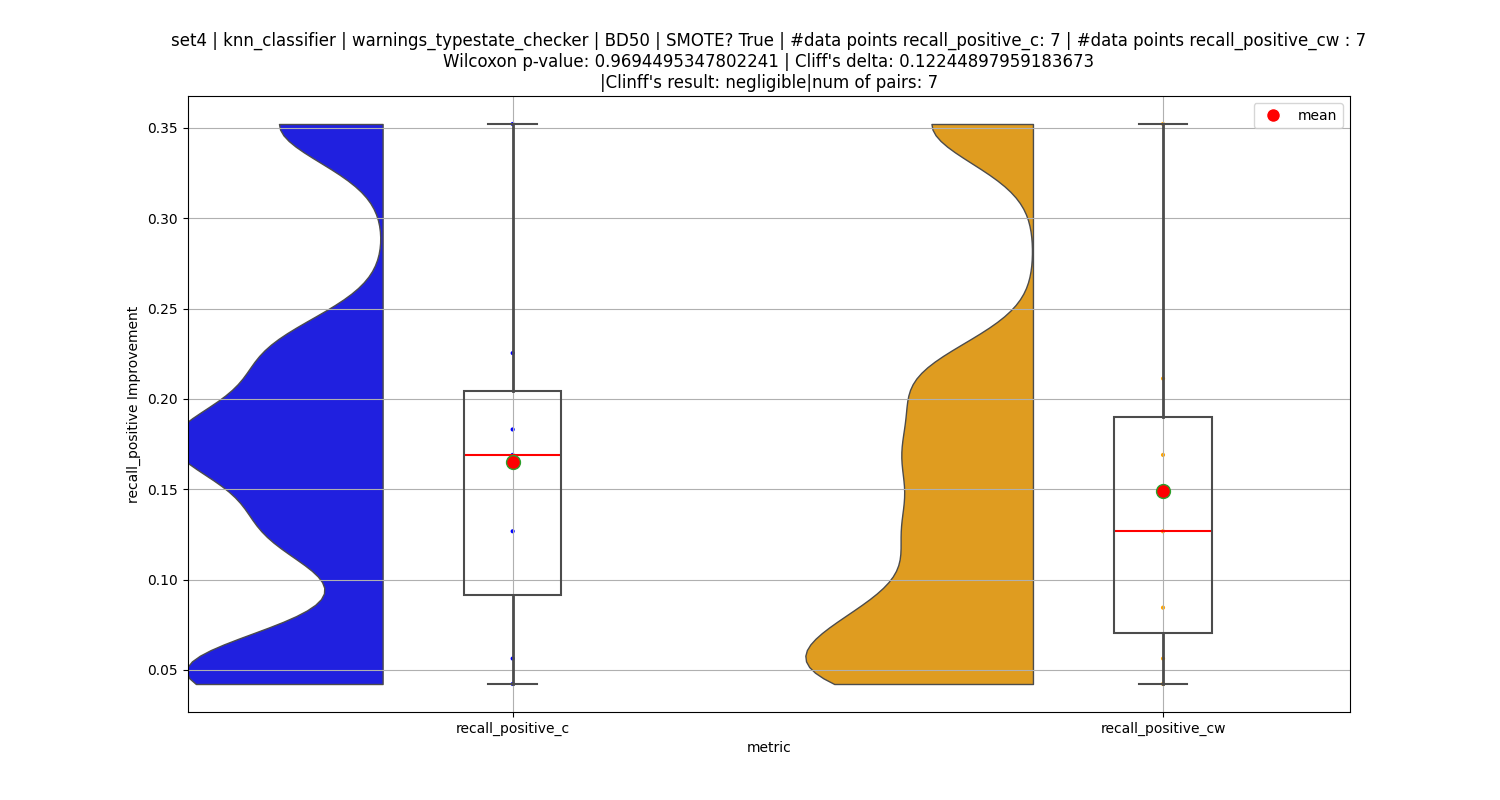 set4 | knn_classifier | warnings_typestate_checker | BD50 | SMOTE? True | #data points recall_positive_c: 7 | #data points recall_positive_cw : 7
Wilcoxon p-value: 0.9694495347802241 | Cliff's delta: 0.12244897959183673
|Clinff's result: negligible|num of pairs: 7
mean
0.35
0.30
0.25
0.20
0.15
0.10
0.05
recall_positive Improvement
recall_positive_c
recall_positive_cw
metric